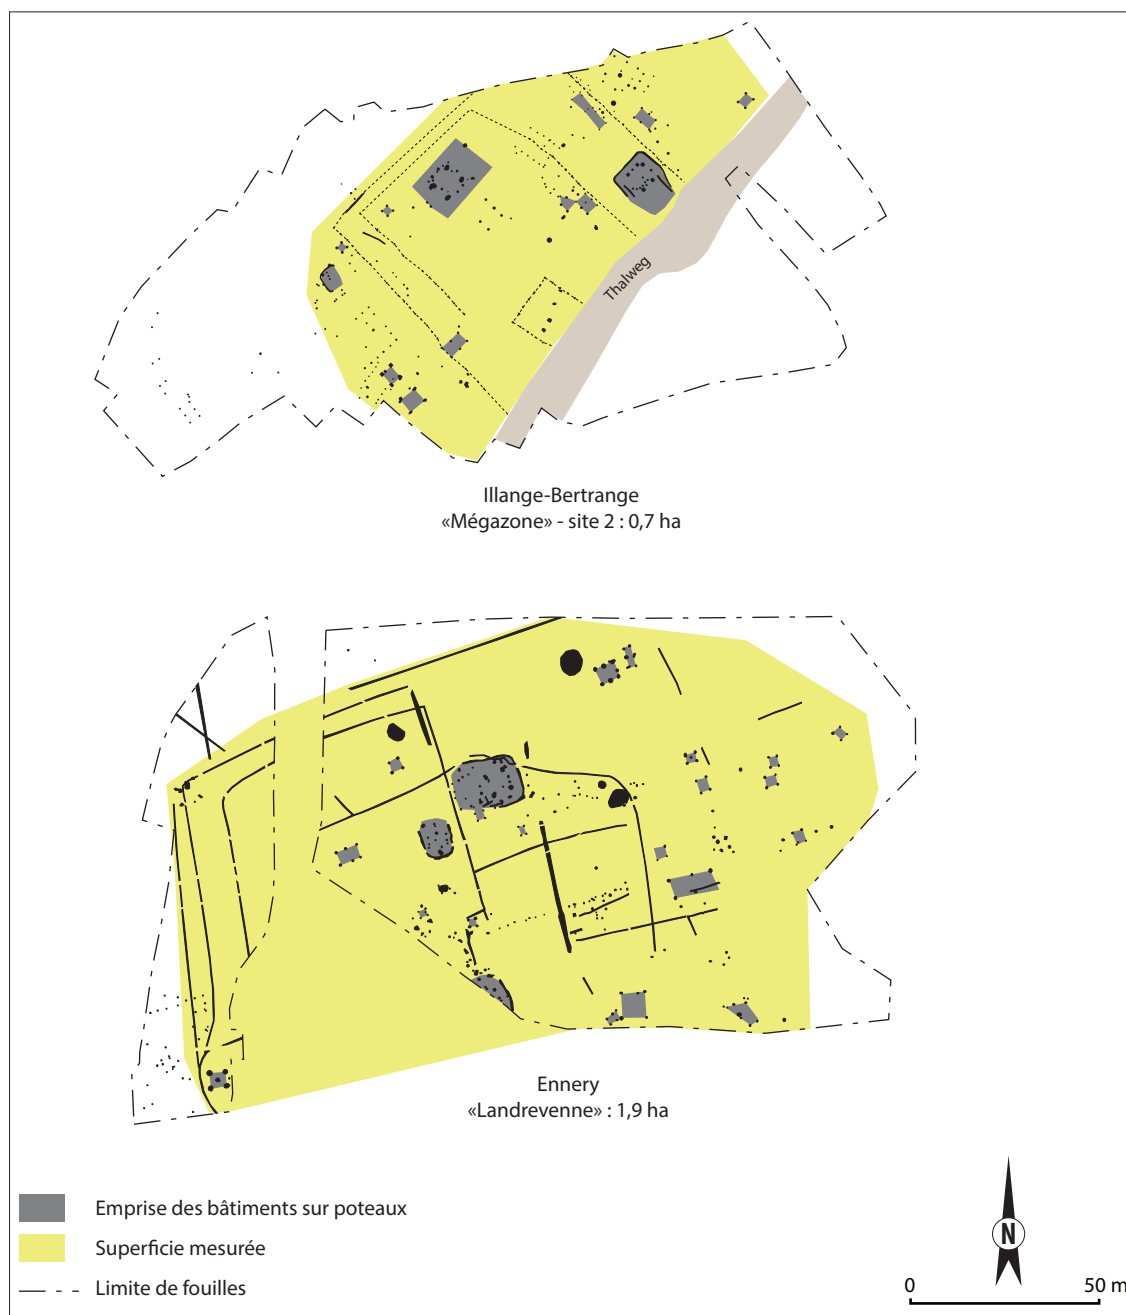 Thalweg
Illange-Bertrange
«Mégazone» - site 2 : 0,7 ha
Ennery
«Landrevenne» : 1,9 ha
Emprise des bâtiments sur poteaux
Superficie mesurée
Limite de fouilles
N
0 50 m